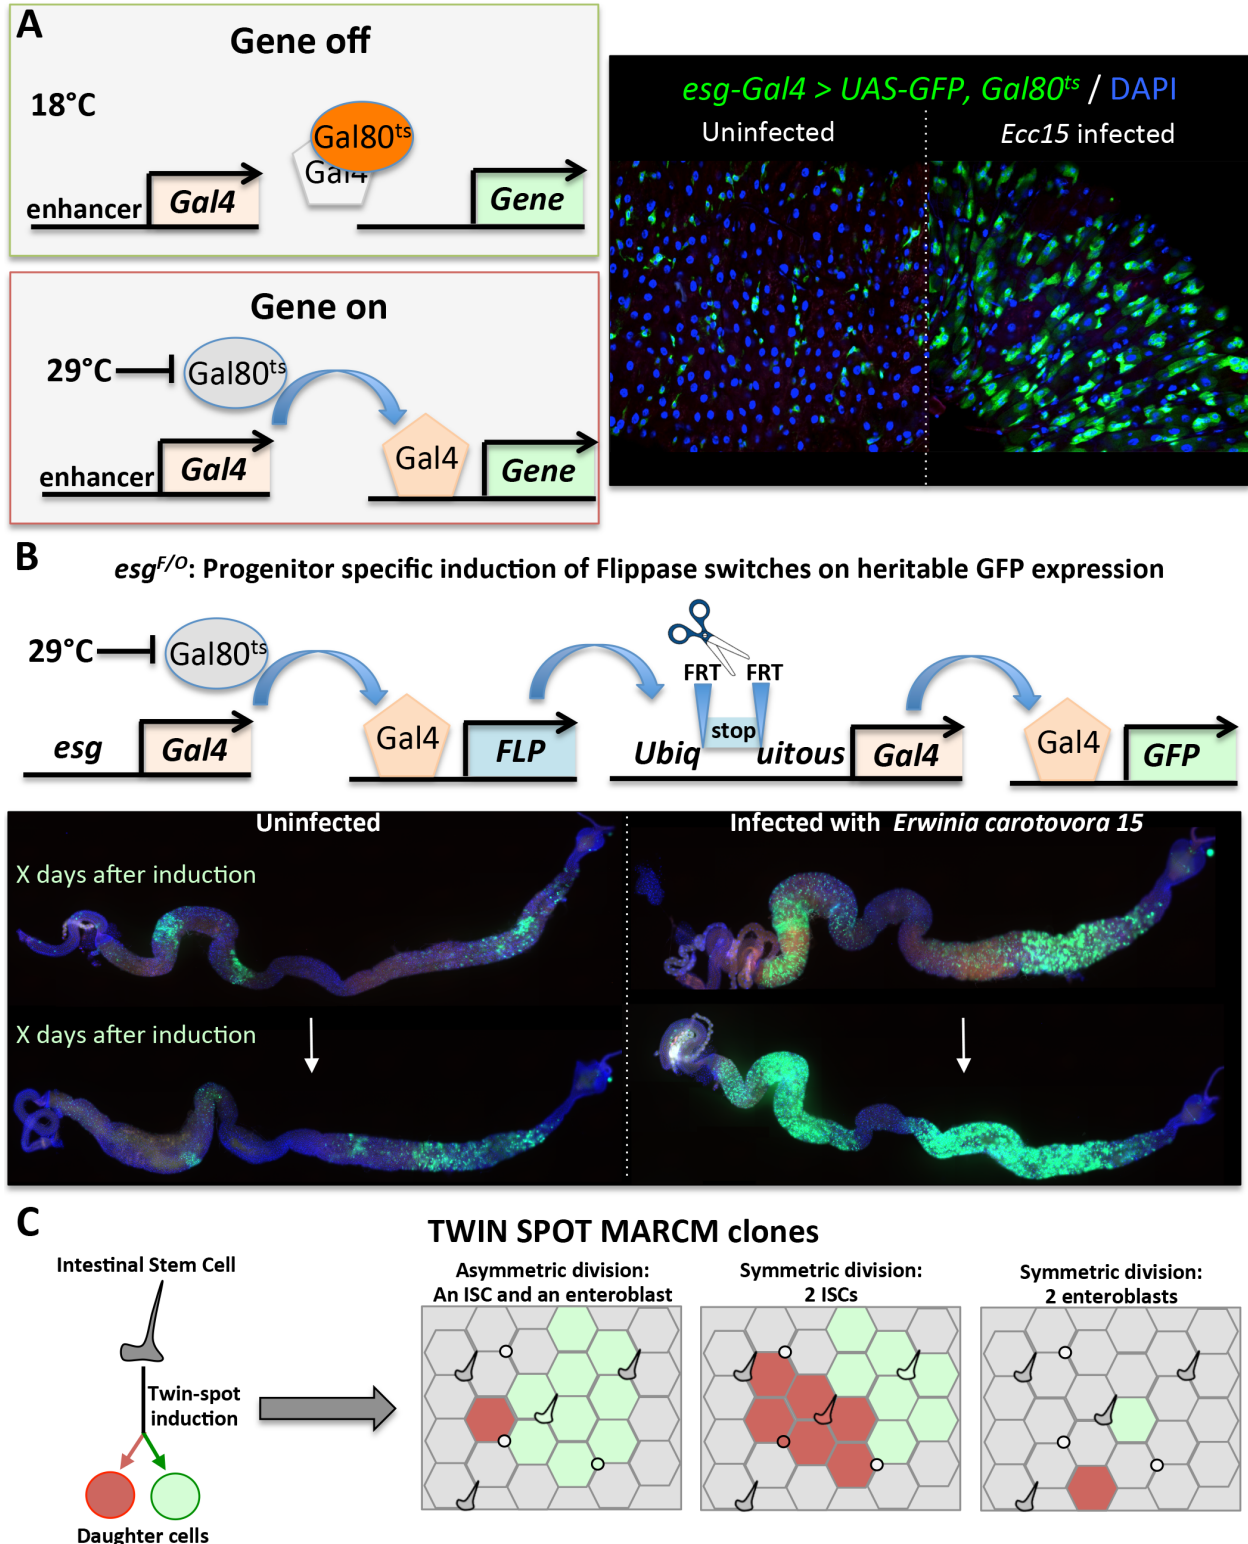 A
Gene off
18°C
Gal80ts
Gal4
enhancer
Gal4
Gene
Gene on
29°C
Gal80ts
enhancer
Gal4
Gal4
Gene
esg-Gal4 > UAS-GFP, Gal80ts / DAPI
Uninfected
Ecc15 infected
B
esgF/O: Progenitor specific induction of Flippase switches on heritable GFP expression
29°C
Gal80ts
FRT
FRT
esg
Gal4
Gal4
FLP
Ubiq
stop
uitous
Gal4
Gal4
GFP
Uninfected
Infected with Erwinia carotovora 15
X days after induction
X days after induction
C
TWIN SPOT MARCM clones
Intestinal Stem Cell
Twin-spot
induction
Daughter cells
Asymmetric division:
An ISC and an enteroblast
Symmetric division:
2 ISCs
Symmetric division:
2 enteroblasts